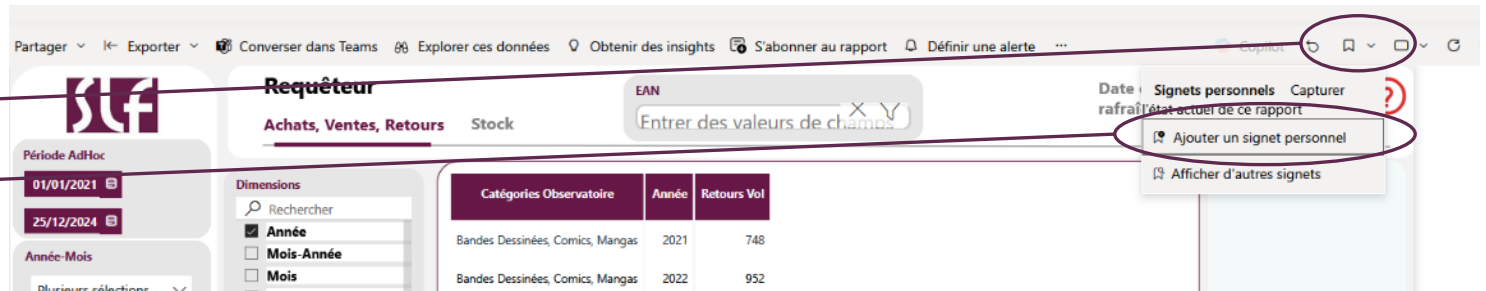 Partager Exporter Converser dans Teams Explorer ces données Obtenir des insights S'abonner au rapport Définir une alerte ... Copilot
SLF
Requêteur
EAN
Entrer des valeurs de champs
Date
rafraî
Achats, Ventes, Retours Stock
Signets personnels Capturer
l'état actuel de ce rapport
Ajouter un signet personnel
Afficher d'autres signets
?
Période AdHoc
01/01/2021
25/12/2024
Année-Mois
Plusieurs sélections
Dimensions
Rechercher
Année
Mois-Année
Mois
Catégories Observatoire Année Retours Vol
Bandes Dessinées, Comics, Mangas 2021 748
Bandes Dessinées, Comics, Mangas 2022 952